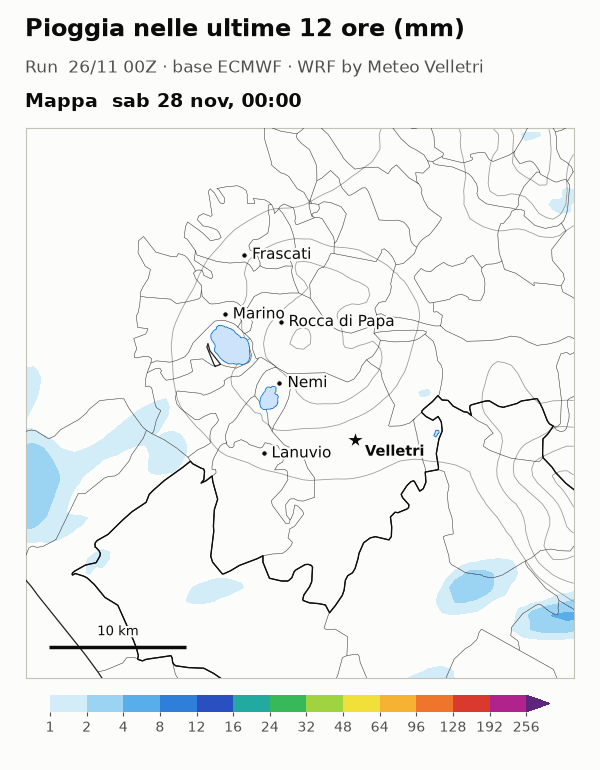 Pioggia nelle ultime 12 ore (mm)
Run  26/11 00Z · base ECMWF · WRF by Meteo Velletri
Mappa  sab 28 nov, 00:00
Frascati
Marino
Rocca di Papa
Nemi
Velletri
Lanuvio
10 km
1 2 4 8 12 16 24 32 48 64 96 128 192 256